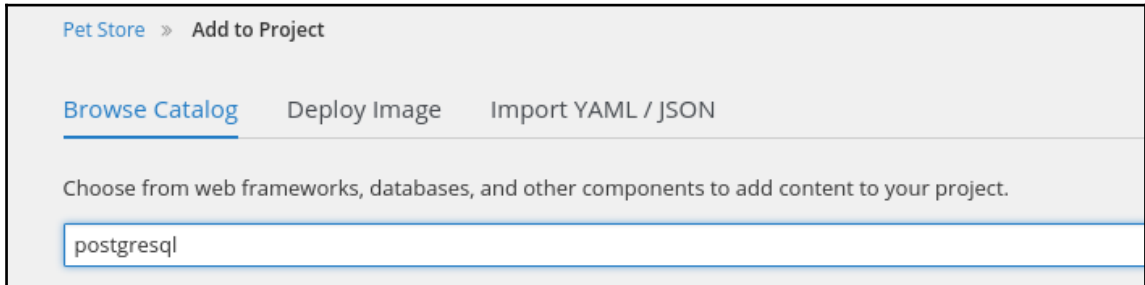 Pet Store » Add to Project
Browse Catalog Deploy Image Import YAML / JSON
Choose from web frameworks, databases, and other components to add content to your project.
postgresql